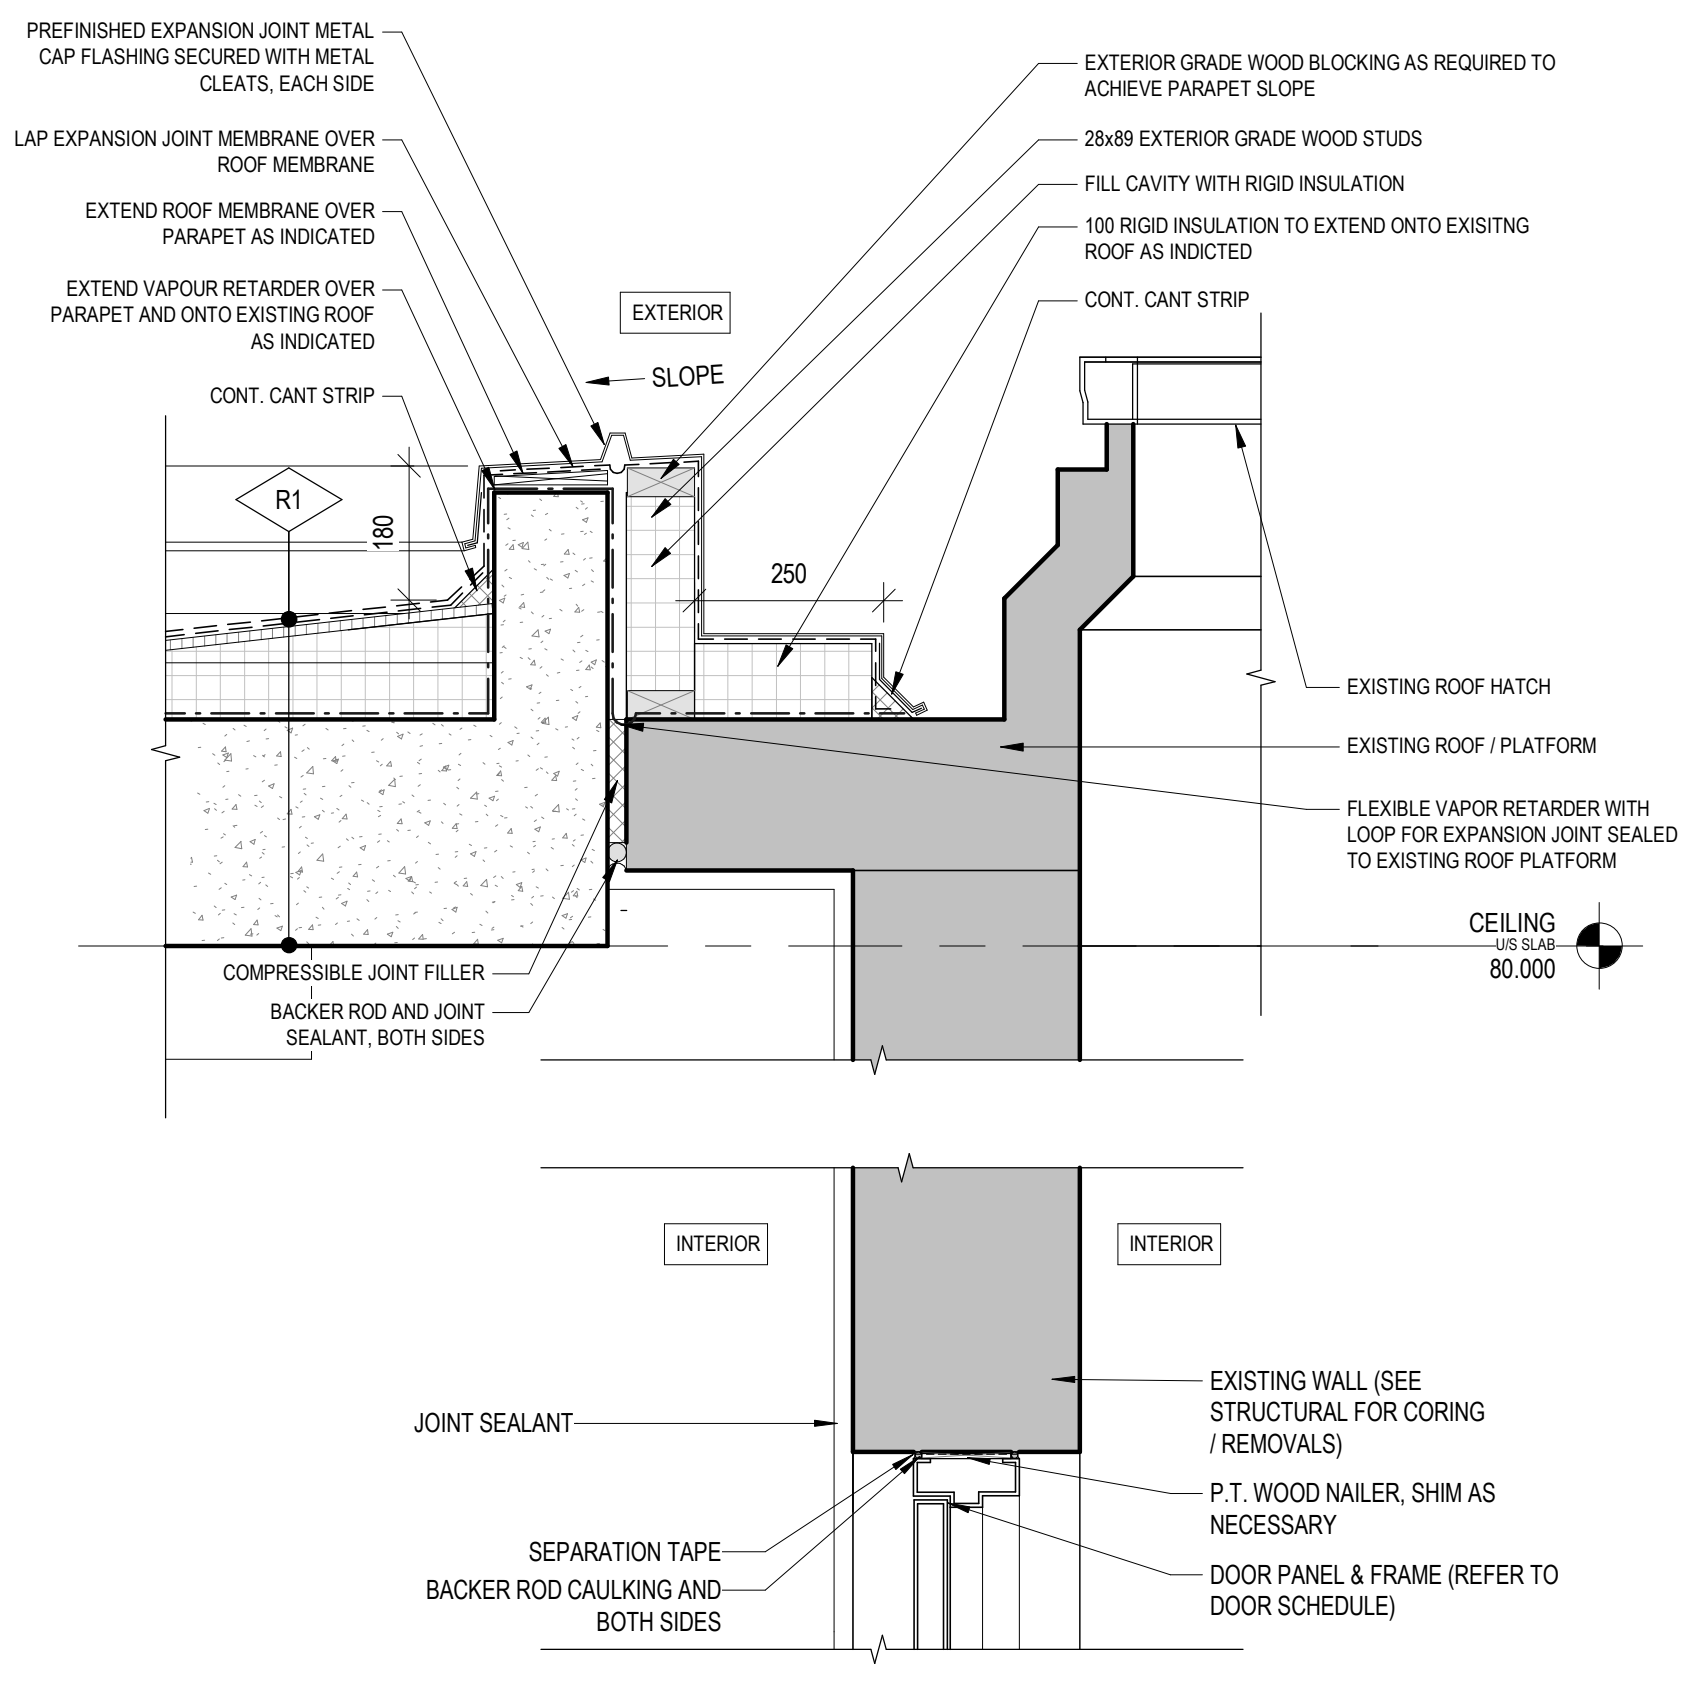 PREFINISHED EXPANSION JOINT METAL
CAP FLASHING SECURED WITH METAL
CLEATS, EACH SIDE
LAP EXPANSION JOINT MEMBRANE OVER
ROOF MEMBRANE
EXTEND ROOF MEMBRANE OVER
PARAPET AS INDICATED
EXTEND VAPOUR RETARDER OVER
PARAPET AND ONTO EXISTING ROOF
AS INDICATED
CONT. CANT STRIP
EXTERIOR
SLOPE
EXTERIOR GRADE WOOD BLOCKING AS REQUIRED TO
ACHIEVE PARAPET SLOPE
28x89 EXTERIOR GRADE WOOD STUDS
FILL CAVITY WITH RIGID INSULATION
100 RIGID INSULATION TO EXTEND ONTO EXISITNG
ROOF AS INDICTED
CONT. CANT STRIP
R1
180
250
EXISTING ROOF HATCH
EXISTING ROOF / PLATFORM
FLEXIBLE VAPOR RETARDER WITH
LOOP FOR EXPANSION JOINT SEALED
TO EXISTING ROOF PLATFORM
CEILING
U/S SLAB
80.000
COMPRESSIBLE JOINT FILLER
BACKER ROD AND JOINT
SEALANT, BOTH SIDES
INTERIOR
INTERIOR
JOINT SEALANT
EXISTING WALL (SEE
STRUCTURAL FOR CORING
/ REMOVALS)
P.T. WOOD NAILER, SHIM AS
NECESSARY
SEPARATION TAPE
BACKER ROD CAULKING AND
BOTH SIDES
DOOR PANEL & FRAME (REFER TO
DOOR SCHEDULE)